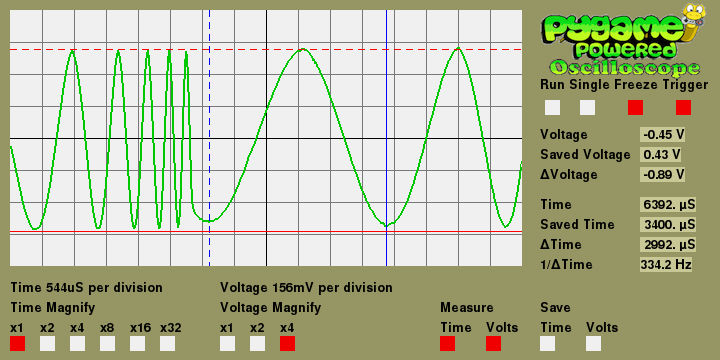 pygame
POWERED
Oscilloscope
Run Single Freeze Trigger
Voltage -0.45 V
Saved Voltage 0.43 V
ΔVoltage -0.89 V
Time 6392. µS
Saved Time 3400. µS
ΔTime 2992. µS
1/ΔTime 334.2 Hz
Time 544uS per division Voltage 156mV per division
Time Magnify Voltage Magnify Measure Save
x1 x2 x4 x8 x16 x32 x1 x2 x4 Time Volts Time Volts